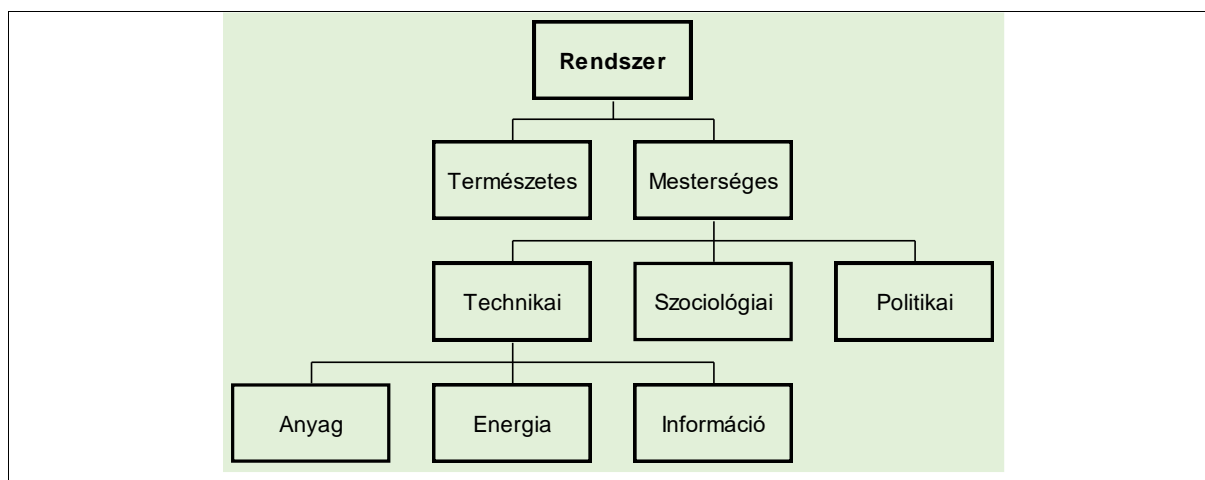 Rendszer
Természetes
Mesterséges
Technikai
Szociológiai
Politikai
Anyag
Energia
Információ